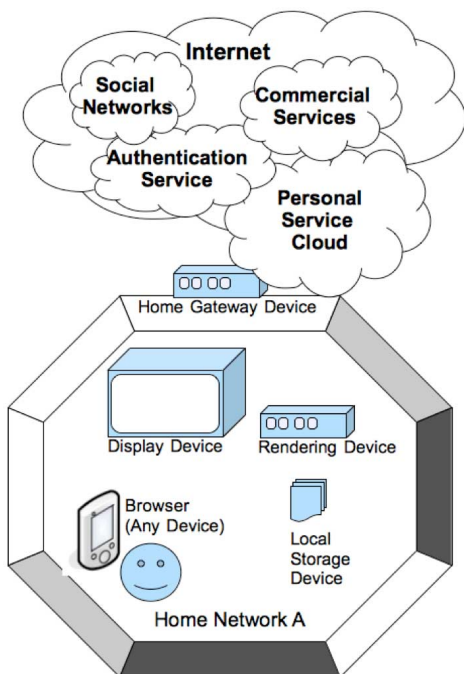 Internet
Social
Networks
Commercial
Services
Authentication
Service
Personal
Service
Cloud
Home Gateway Device
Display Device
Rendering Device
Browser
(Any Device)
Local
Storage
Device
Home Network A